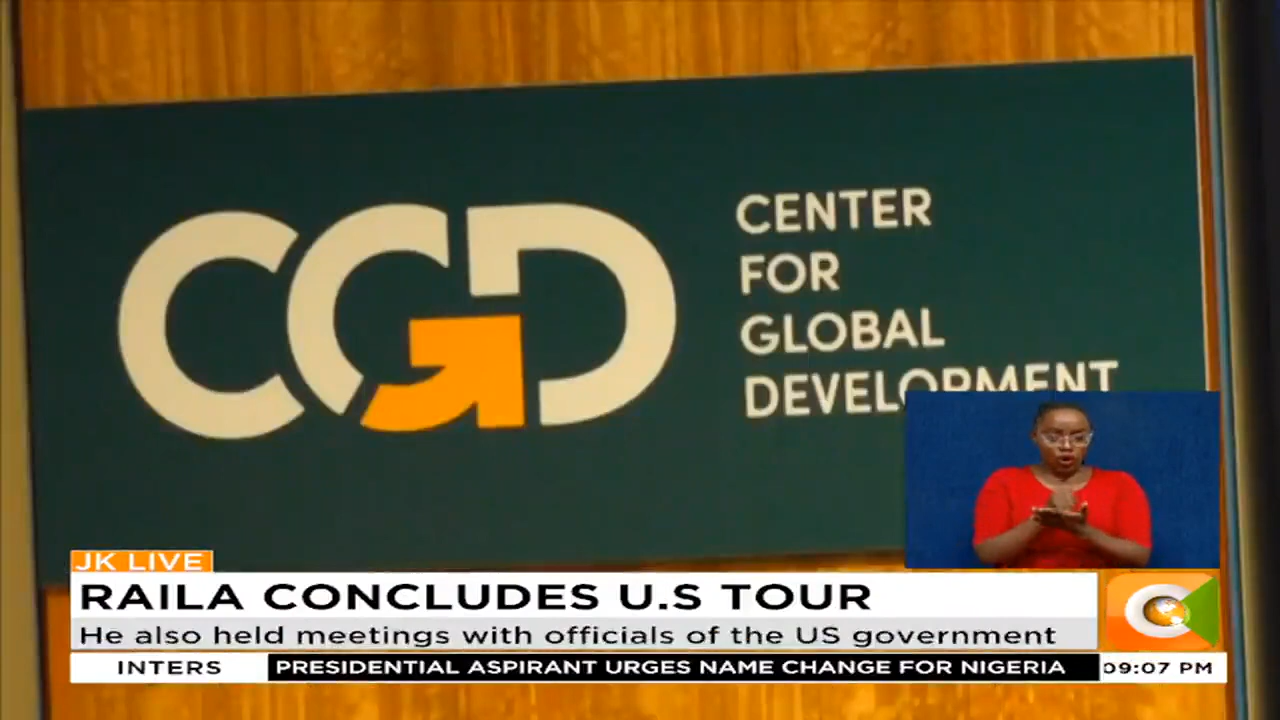 CGD
CENTER
FOR
GLOBAL
DEVELOPMENT
JK LIVE
RAILA CONCLUDES U.S TOUR
He also held meetings with officials of the US government
INTERS
PRESIDENTIAL ASPIRANT URGES NAME CHANGE FOR NIGERIA
09:07 PM